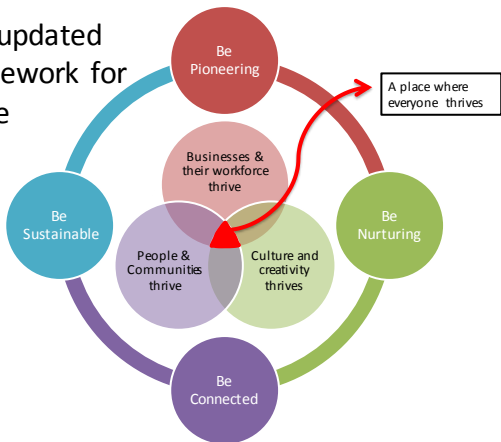 updated
ework for
e
Be
Pioneering
A place where
everyone thrives
Businesses &
their workforce
thrive
Be
Sustainable
Be
Nurturing
People &
Communities
thrive
Culture and
creativity
thrives
Be
Connected